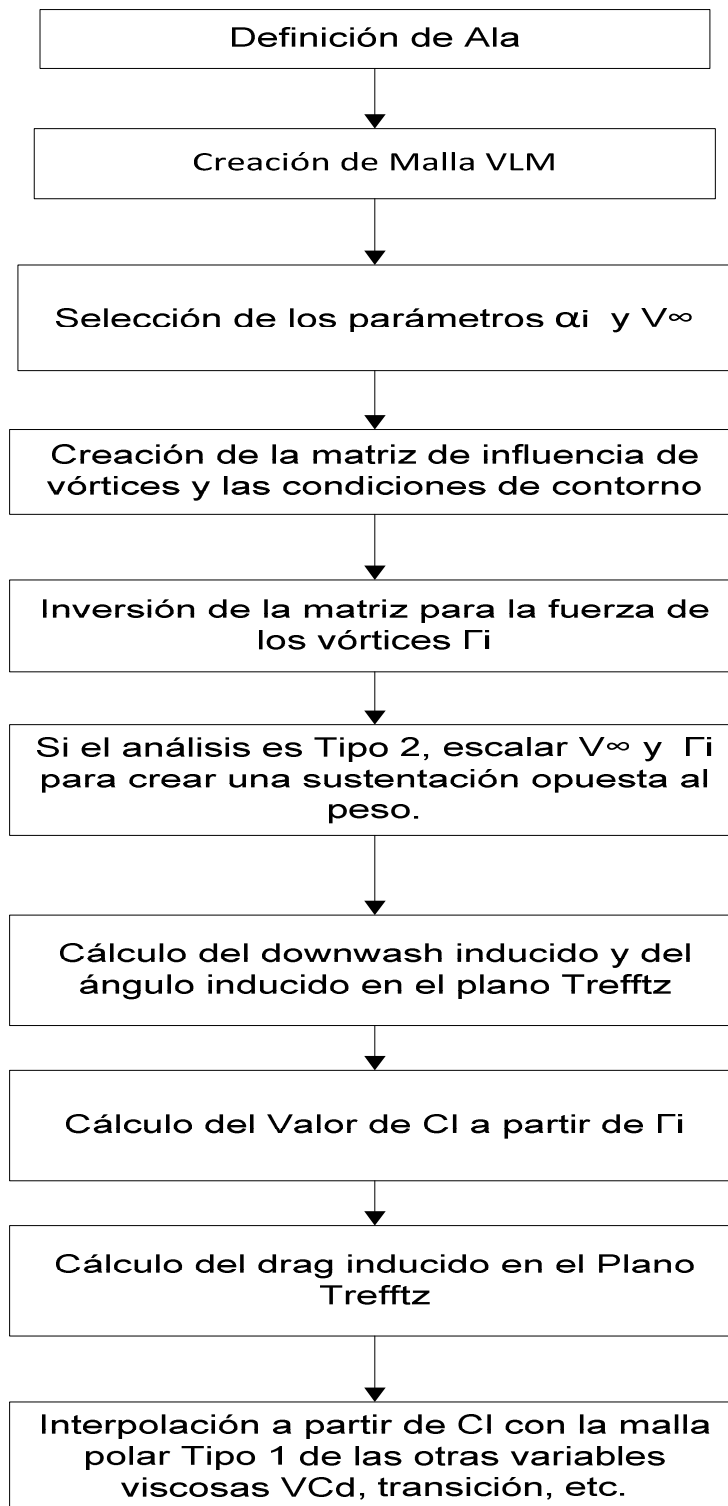 Definición de Ala
Creación de Malla VLM
Selección de los parámetros αi y V∞
Creación de la matriz de influencia de
vórtices y las condiciones de contorno
Inversión de la matriz para la fuerza de
los vórtices Γi
Si el análisis es Tipo 2, escalar V∞ y Γi
para crear una sustentación opuesta al
peso.
Cálculo del downwash inducido y del
ángulo inducido en el plano Trefftz
Cálculo del Valor de Cl a partir de Γi
Cálculo del drag inducido en el Plano
Trefftz
Interpolación a partir de Cl con la malla
polar Tipo 1 de las otras variables
viscosas VCd, transición, etc.